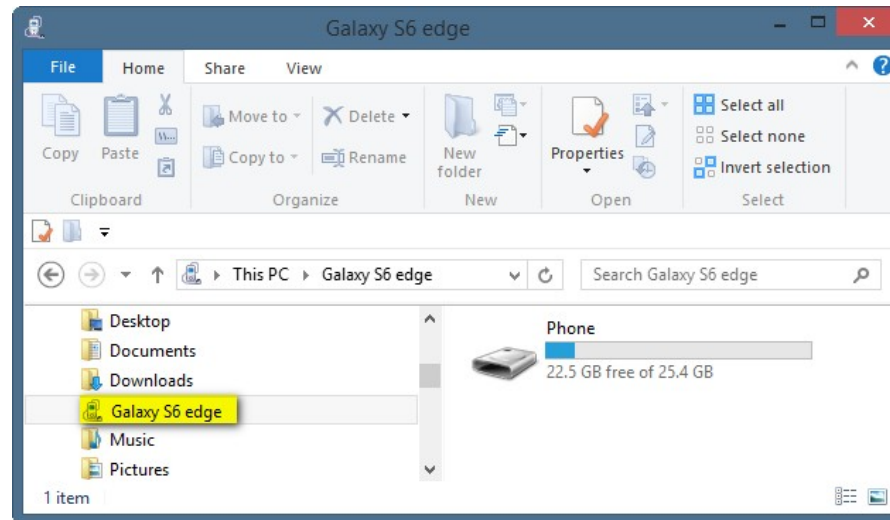 Galaxy S6 edge
File Home Share View
Copy
Paste
Clipboard
Move to
Copy to
Delete
Rename
Organize
New
folder
New
Properties
Open
Select all
Select none
Invert selection
Select
This PC Galaxy S6 edge
Search Galaxy S6 edge
Desktop
Documents
Downloads
Galaxy S6 edge
Music
Pictures
Phone
22.5 GB free of 25.4 GB
1 item